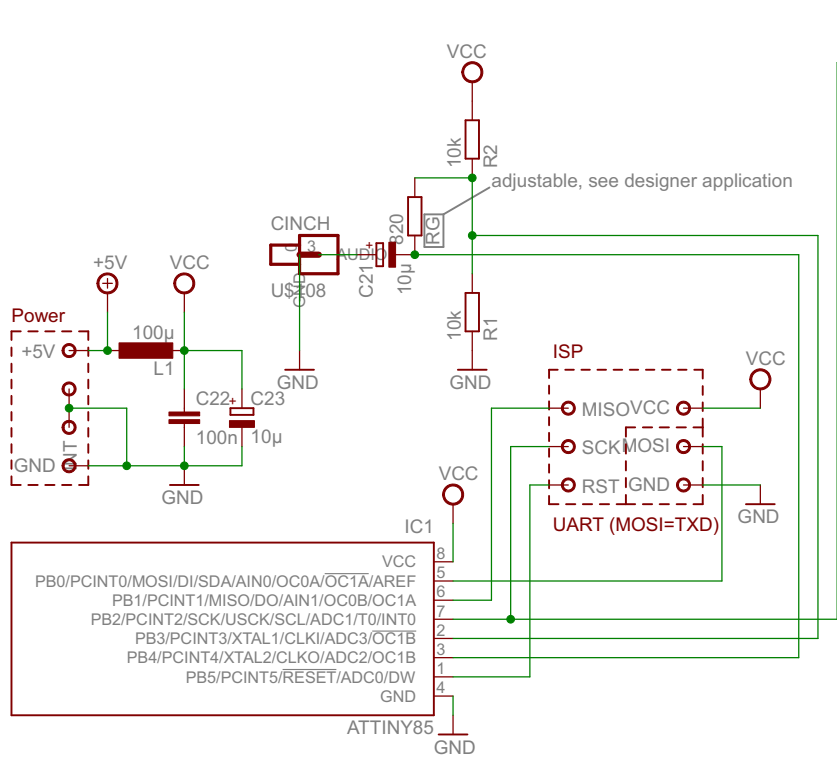 VCC
10k
R2
adjustable, see designer application
820
RG
CINCH
3
AUDIO
GND
U$208
C21
+
10µ
+5V
VCC
Power
100µ
+5V
L1
10k
R1
GND
GND
ISP
VCC
C22
+
C23
100n
10µ
MISO
VCC
SCK
MOSI
INT
GND
GND
RST
GND
GND
UART (MOSI=TXD)
VCC
IC1
VCC
8
PB0/PCINT0/MOSI/DI/SDA/AIN0/OC0A/OC1A/AREF
5
PB1/PCINT1/MISO/DO/AIN1/OC0B/OC1A
6
PB2/PCINT2/SCK/USCK/SCL/ADC1/T0/INT0
7
PB3/PCINT3/XTAL1/CLKI/ADC3/OC1B
2
PB4/PCINT4/XTAL2/CLKO/ADC2/OC1B
3
PB5/PCINT5/RESET/ADC0/DW
1
GND
4
ATTINY85
GND